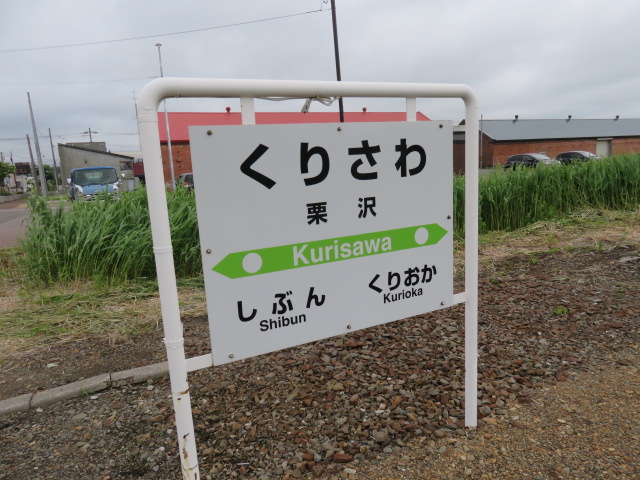 くりさわ
栗沢
Kurisawa
しぶん くりおか
Shibun Kurioka